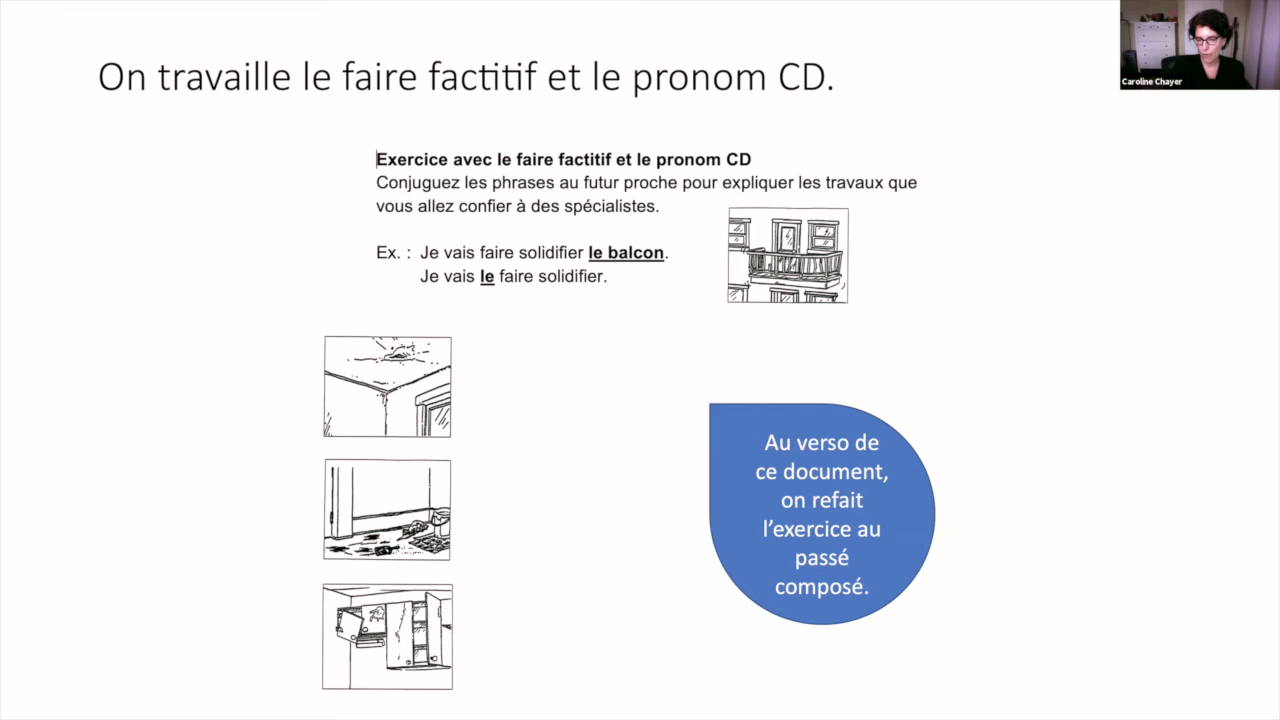 On travaille le faire factitif et le pronom CD.
Caroline Chayer
Exercice avec le faire factitif et le pronom CD
Conjuguez les phrases au futur proche pour expliquer les travaux que
vous allez confier à des spécialistes.
Ex. : Je vais faire solidifier le balcon.
Je vais le faire solidifier.
Au verso de
ce document,
on refait
l’exercice au
passé
composé.